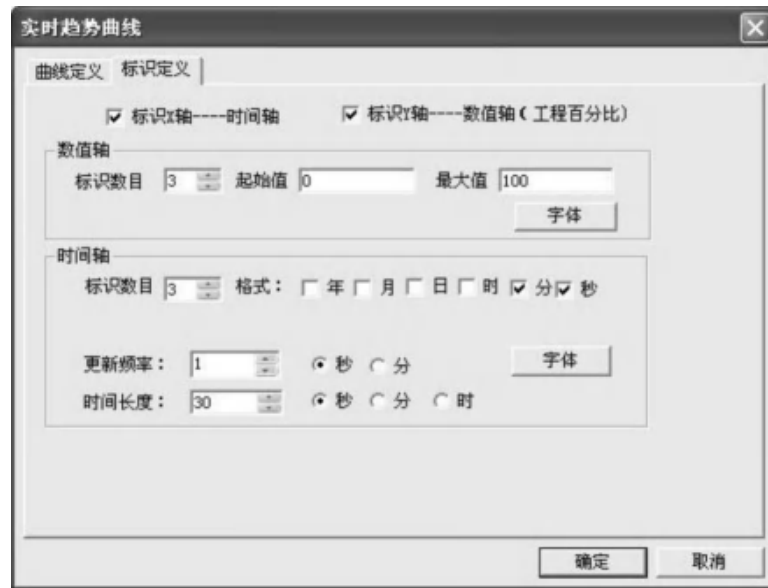 实时趋势曲线
曲线定义 标识定义
标识X轴----时间轴 标识Y轴----数值轴(工程百分比)
数值轴
标识数目 3 起始值 0 最大值 100
字体
时间轴
标识数目 3 格式: 年 月 日 时 分 秒
更新频率: 1 秒 分 字体
时间长度: 30 秒 分 时
确定 取消